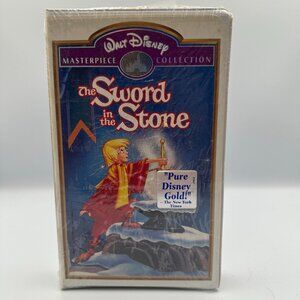 Walt Disney
MASTERPIECE COLLECTION
The Sword
in the
Stone
"Pure
Disney
Gold!"
—The New York
Times